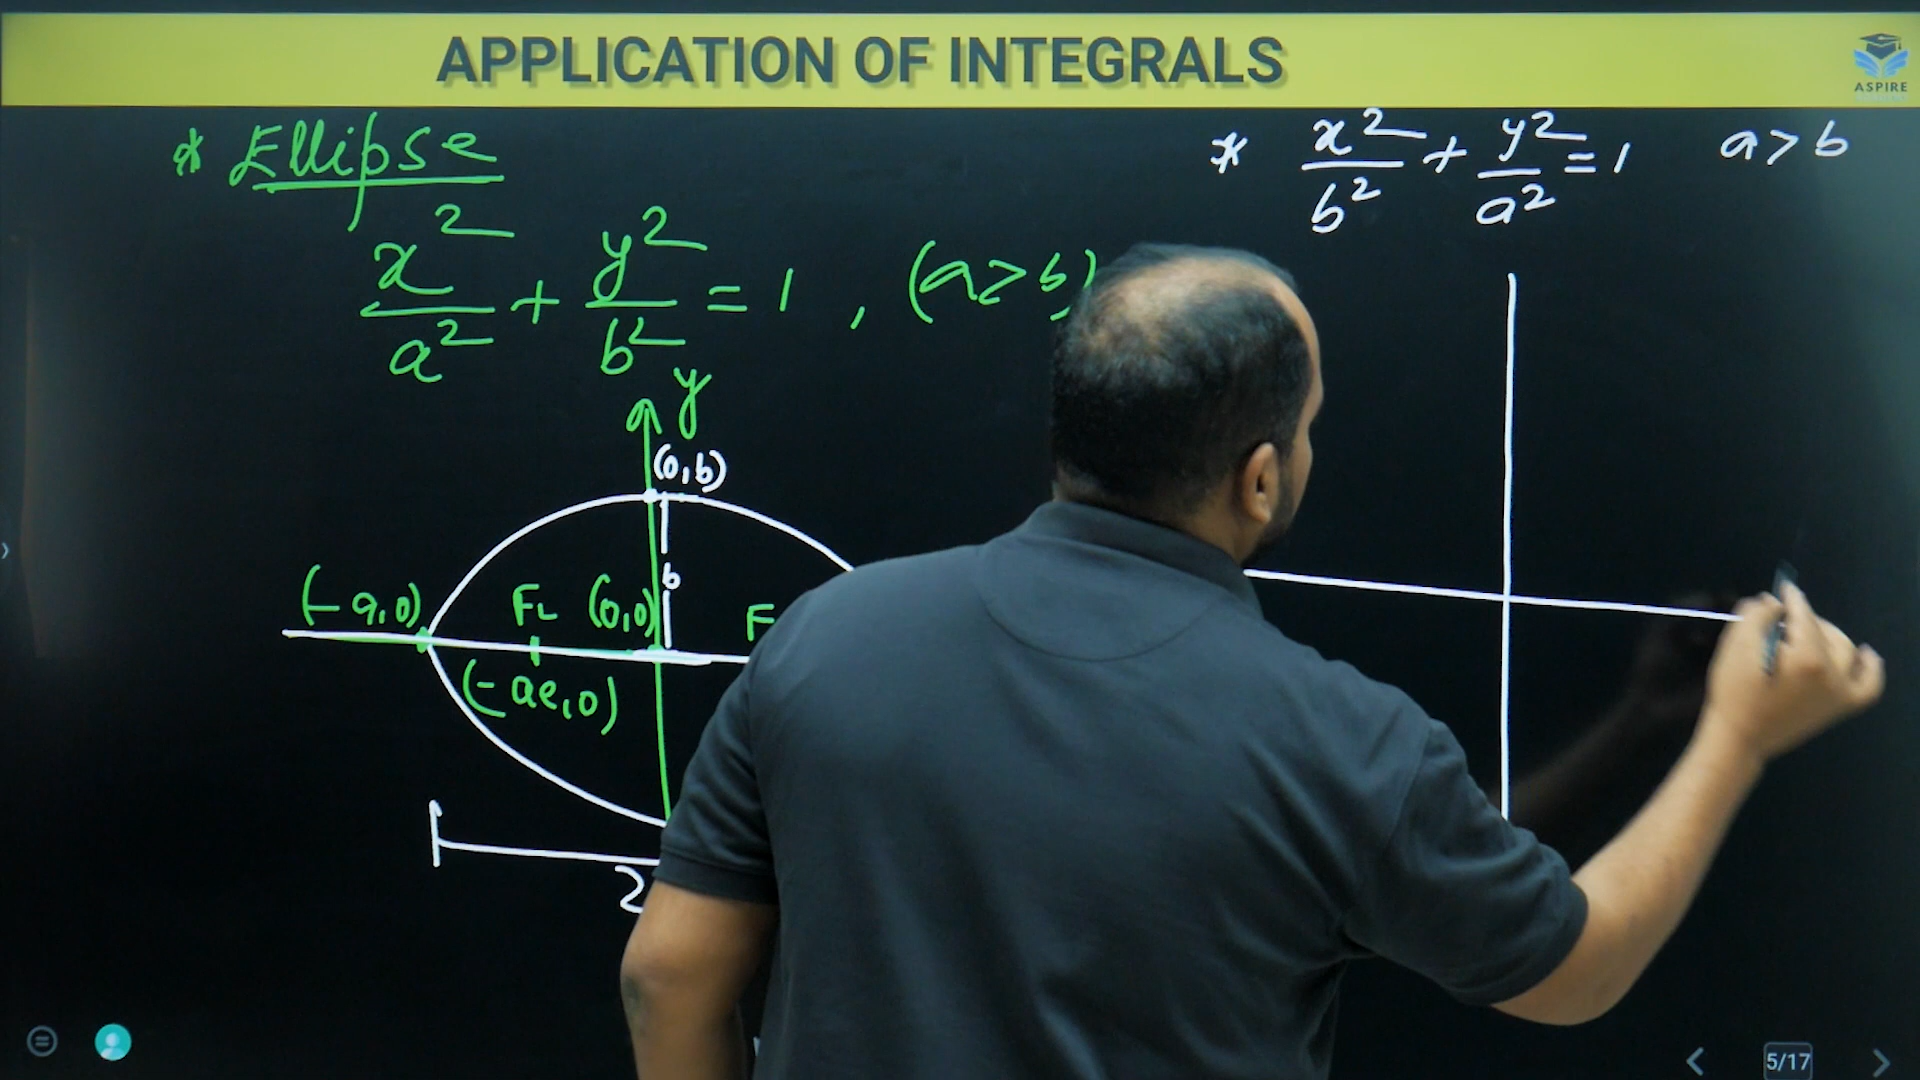 APPLICATION OF INTEGRALS
ASPIRE
* Ellipse
x²/a² + y²/b² = 1 , (a>b)
y
(0,b)
b
(-a,0) F₂ (0,0) F
(-ae,0)
2
* x²/b² + y²/a² = 1 a>b
5/17